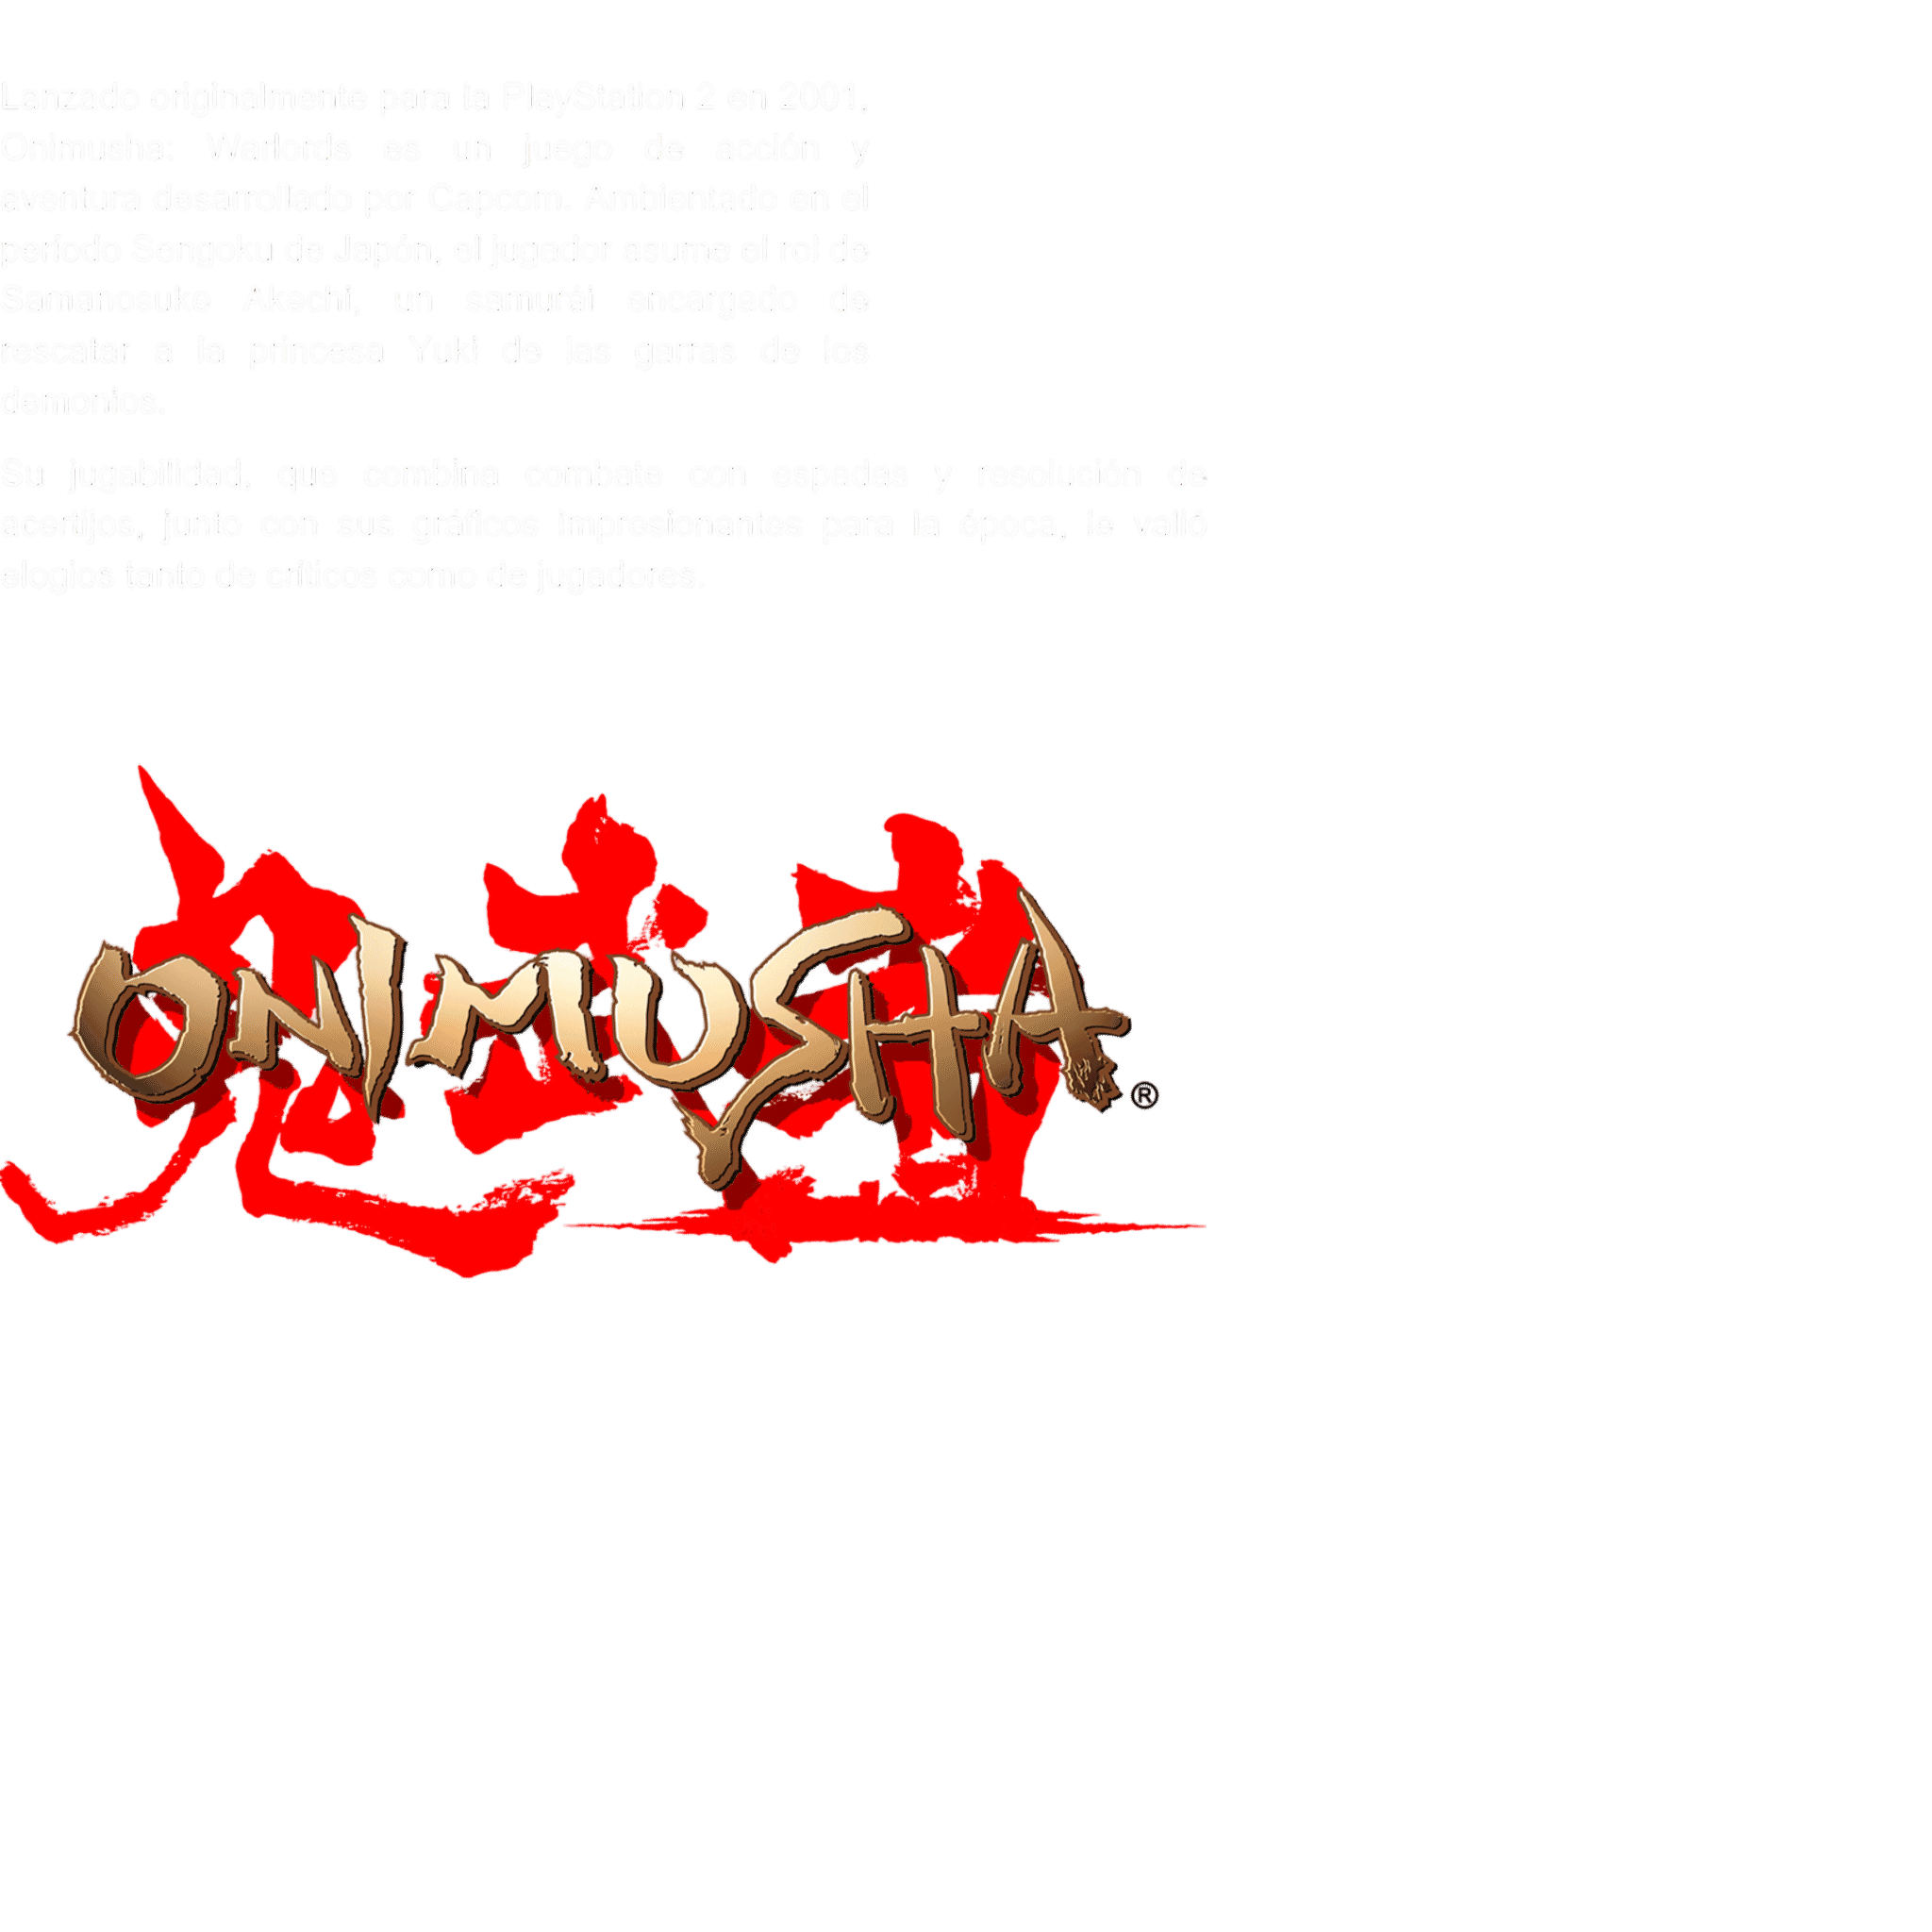 Lanzado originalmente para la PlayStation 2 en 2001,
Onimusha: Warlords es un juego de acción y
aventura desarrollado por Capcom. Ambientado en el
período Sengoku de Japón, el jugador asume el rol de
Samanosuke Akechi, un samurái encargado de
rescatar a la princesa Yuki de las garras de los
demonios.
Su jugabilidad, que combina combate con espadas y resolución de
acertijos, junto con sus gráficos impresionantes para la época, le valió
elogios tanto de críticos como de jugadores.
鬼武者
ONIMUSHA®